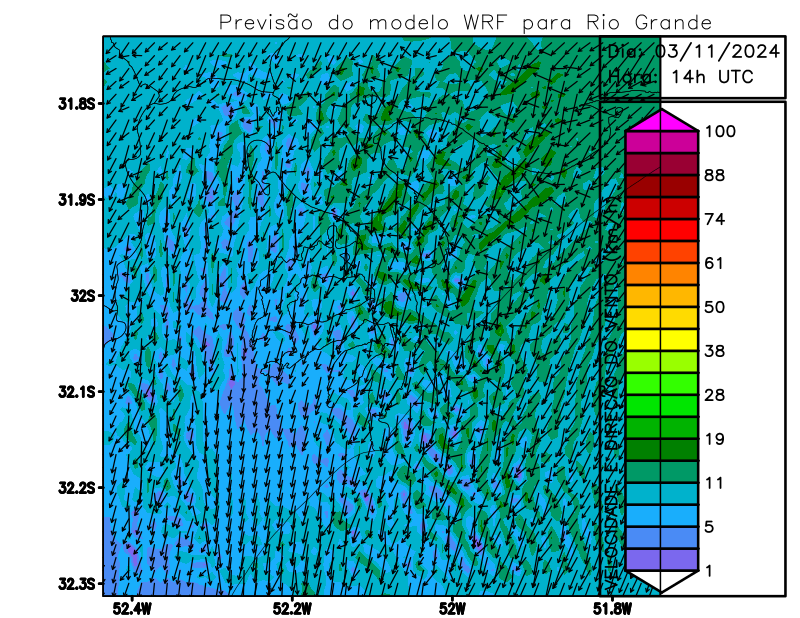 Previsão do modelo WRF para Rio Grande
Dia: 03/11/2024
Hora: 14h UTC
31.8S
31.9S
32S
32.1S
32.2S
32.3S
52.4W
52.2W
52W
51.8W
100
88
74
61
50
38
28
19
11
5
1
VELOCIDADE E DIREÇÃO DO VENTO